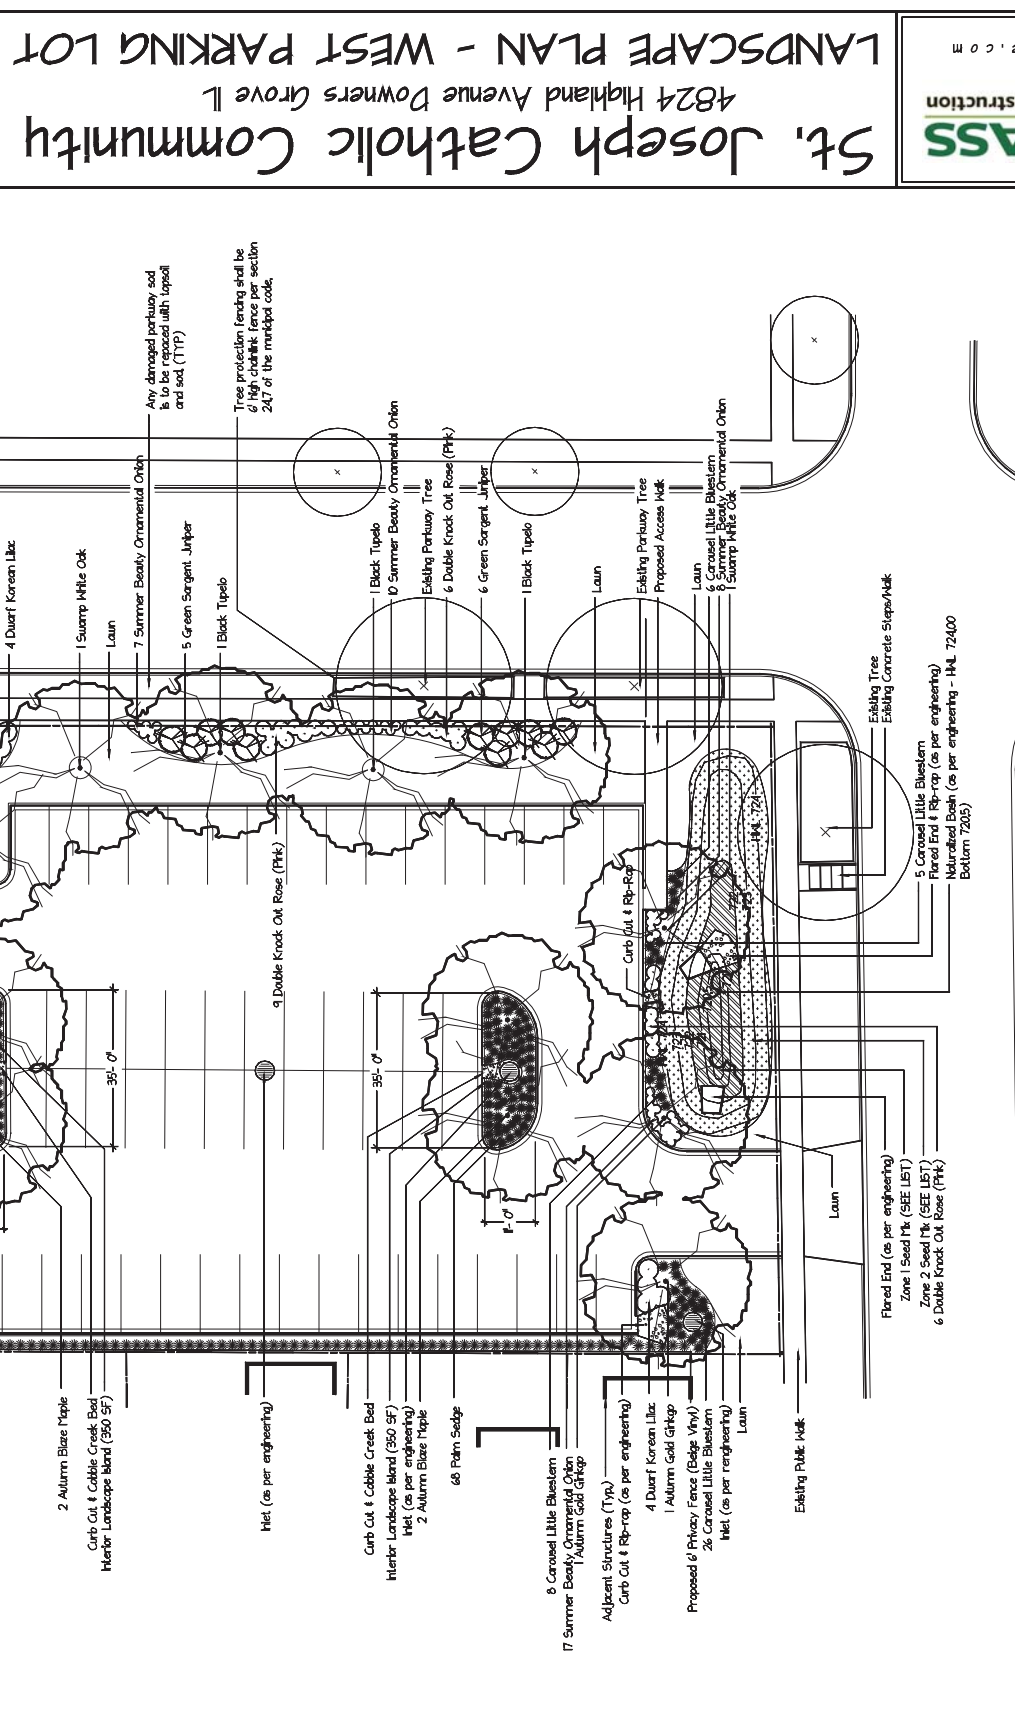 St. Joseph Catholic Community
4824 Highland Avenue Downers Grove IL
LANDSCAPE PLAN - WEST PARKING LOT
ASS
struction
e.com
4 Dwarf Korean Lilac
1 Swamp White Oak
Lawn
7 Summer Beauty Ornamental Onion
Any damaged parkway sod
is to be repaced with topsoil
and sod. (TYP)
5 Green Sargent Juniper
1 Black Tupelo
Tree protection fencing shall be
6' high chainlink fence per section
24.7 of the municipal code.
1 Black Tupelo
10 Summer Beauty Ornamental Onion
Existing Parkway Tree
6 Double Knock Out Rose (Pink)
6 Green Sargent Juniper
1 Black Tupelo
Lawn
Existing Parkway Tree
Proposed Access Walk
Lawn
6 Carousel Little Bluestem
8 Summer Beauty Ornamental Onion
1 Swamp White Oak
Existing Tree
Existing Concrete Steps/Walk
5 Carousel Little Bluestem
Flared End & Rip-rap (as per engineering)
Naturalized Basin (as per engineering - HWL 724.00
Bottom 720.5)
9 Double Knock Out Rose (Pink)
Curb Cut & Rip-Rap
HWL 724
723
35'- 0"
35'- 0"
11'- 0"
Lawn
Flared End (as per engineering)
Zone 1 Seed Mix (SEE LIST)
Zone 2 Seed Mix (SEE LIST)
6 Double Knock Out Rose (Pink)
2 Autumn Blaze Maple
Curb Cut & Cobble Creek Bed
Interior Landscape Island (350 SF)
Inlet (as per engineering)
Curb Cut & Cobble Creek Bed
Interior Landscape Island (350 SF)
Inlet (as per engineering)
2 Autumn Blaze Maple
68 Palm Sedge
8 Carousel Little Bluestem
17 Summer Beauty Ornamental Onion
1 Autumn Gold Ginkgo
Adjacent Structures (Typ.)
Curb Cut & Rip-rap (as per engineering)
4 Dwarf Korean Lilac
1 Autumn Gold Ginkgo
Proposed 6' Privacy Fence (Beige Vinyl)
26 Carousel Little Bluestem
Inlet (as per rengineering)
Lawn
Existing Public Walk